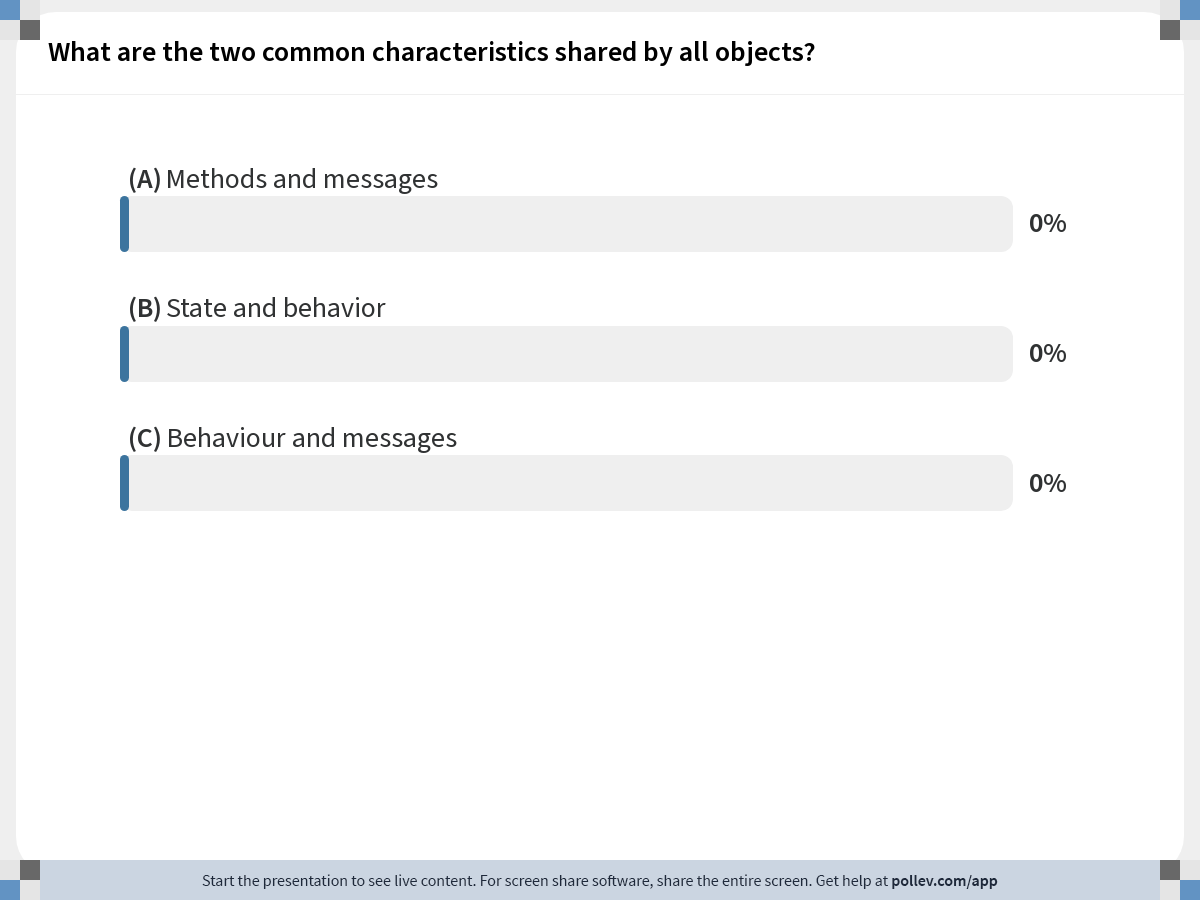 What are the two common characteristics shared by all objects?
(A) Methods and messages
0%
(B) State and behavior
0%
(C) Behaviour and messages
0%
Start the presentation to see live content. For screen share software, share the entire screen. Get help at pollev.com/app